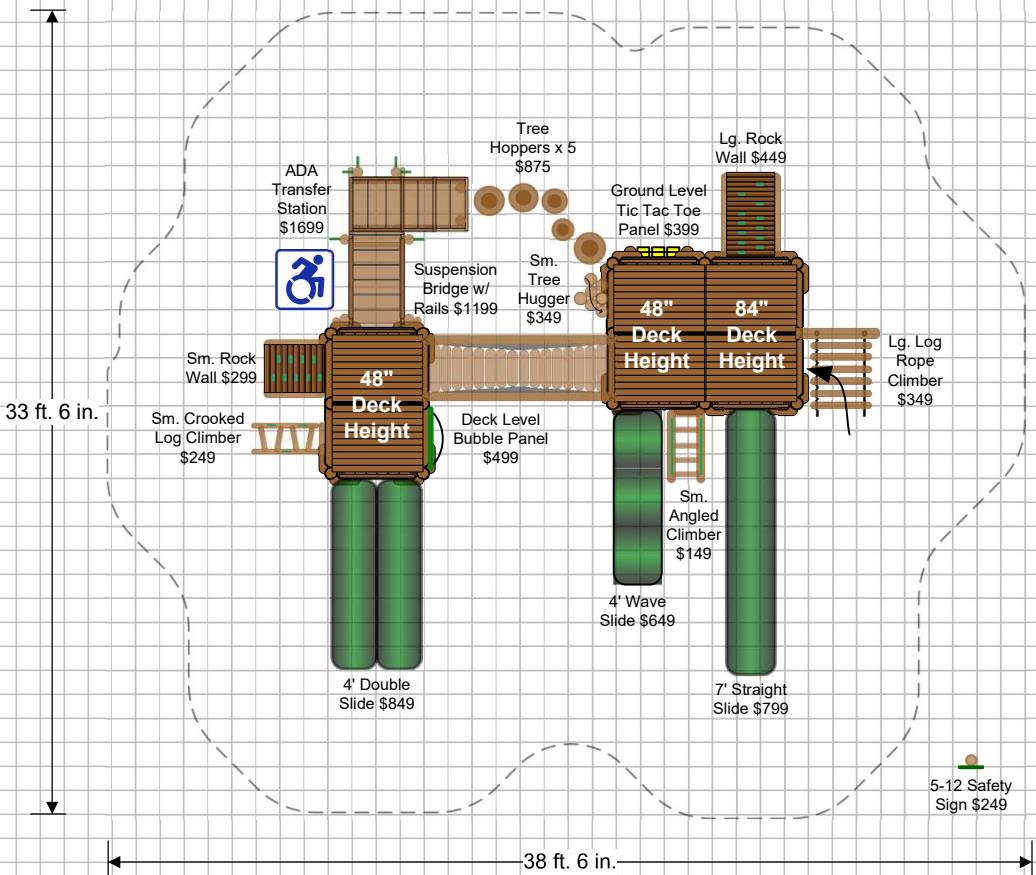 Tree
Hoppers x 5
$875
Lg. Rock
Wall $449
ADA
Transfer
Station
$1699
Ground Level
Tic Tac Toe
Panel $399
Suspension
Bridge w/
Rails $1199
Sm.
Tree
Hugger
$349
48"
Deck
Height
84"
Deck
Height
Lg. Log
Rope
Climber
$349
Sm. Rock
Wall $299
48"
Deck
Height
33 ft. 6 in.
Sm. Crooked
Log Climber
$249
Deck Level
Bubble Panel
$499
Sm.
Angled
Climber
$149
4' Wave
Slide $649
4' Double
Slide $849
7' Straight
Slide $799
5-12 Safety
Sign $249
38 ft. 6 in.